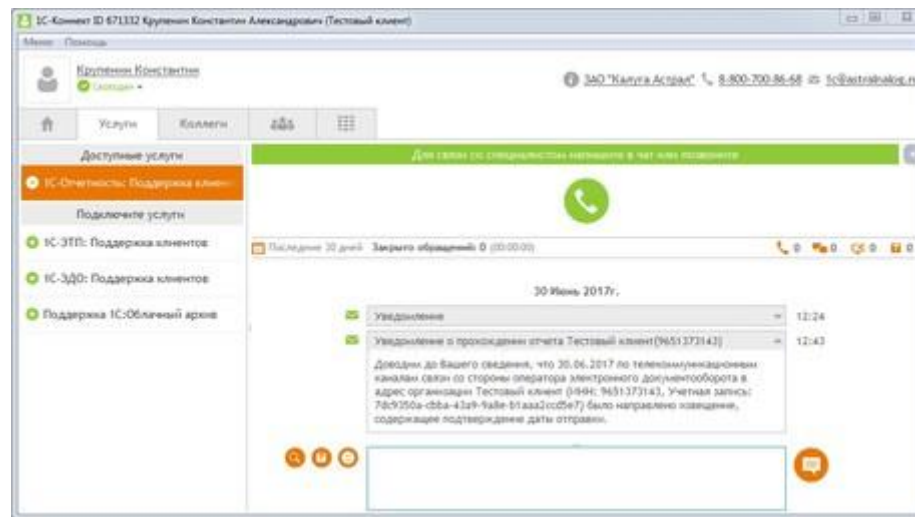 1С-Коннект ID 671332 Крупенин Константин Александрович (Тестовый клиент)
Меню Помощь
Крупенин Константин
Свободен
ЗАО "Калуга Астрал" 8-800-700-86-68 1c@astralnalog.r
Услуги Коллеги
Доступные услуги
Для связи со специалистом напишите в чат или позвоните
1С-Отчетность: Поддержка клиен
Подключите услуги
1С-ЭТП: Поддержка клиентов
Последние 30 дней Закрыто обращений: 0 (00:00:00) 0 0 0 0
1С-ЭДО: Поддержка клиентов
30 Июнь 2017г.
Поддержка 1С:Облачный архив
Уведомление 12:24
Уведомление о прохождении отчета Тестовый клиент(9651373143) 12:43
Доводим до Вашего сведения, что 30.06.2017 по телекоммуникационным
каналам связи со стороны оператора электронного документооборота в
адрес организации Тестовый клиент (ИНН: 9651373143, Учетная запись:
7dc9350a-cbba-43a9-9a8e-b1aaa2ccd5e7) было направлено извещение,
содержащее подтверждение даты отправки.